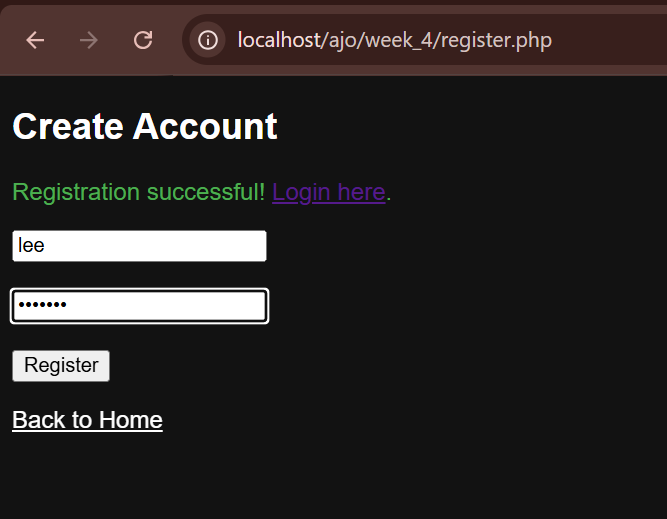 localhost/ajo/week_4/register.php
Create Account
Registration successful! Login here.
lee
•••••••
Register
Back to Home